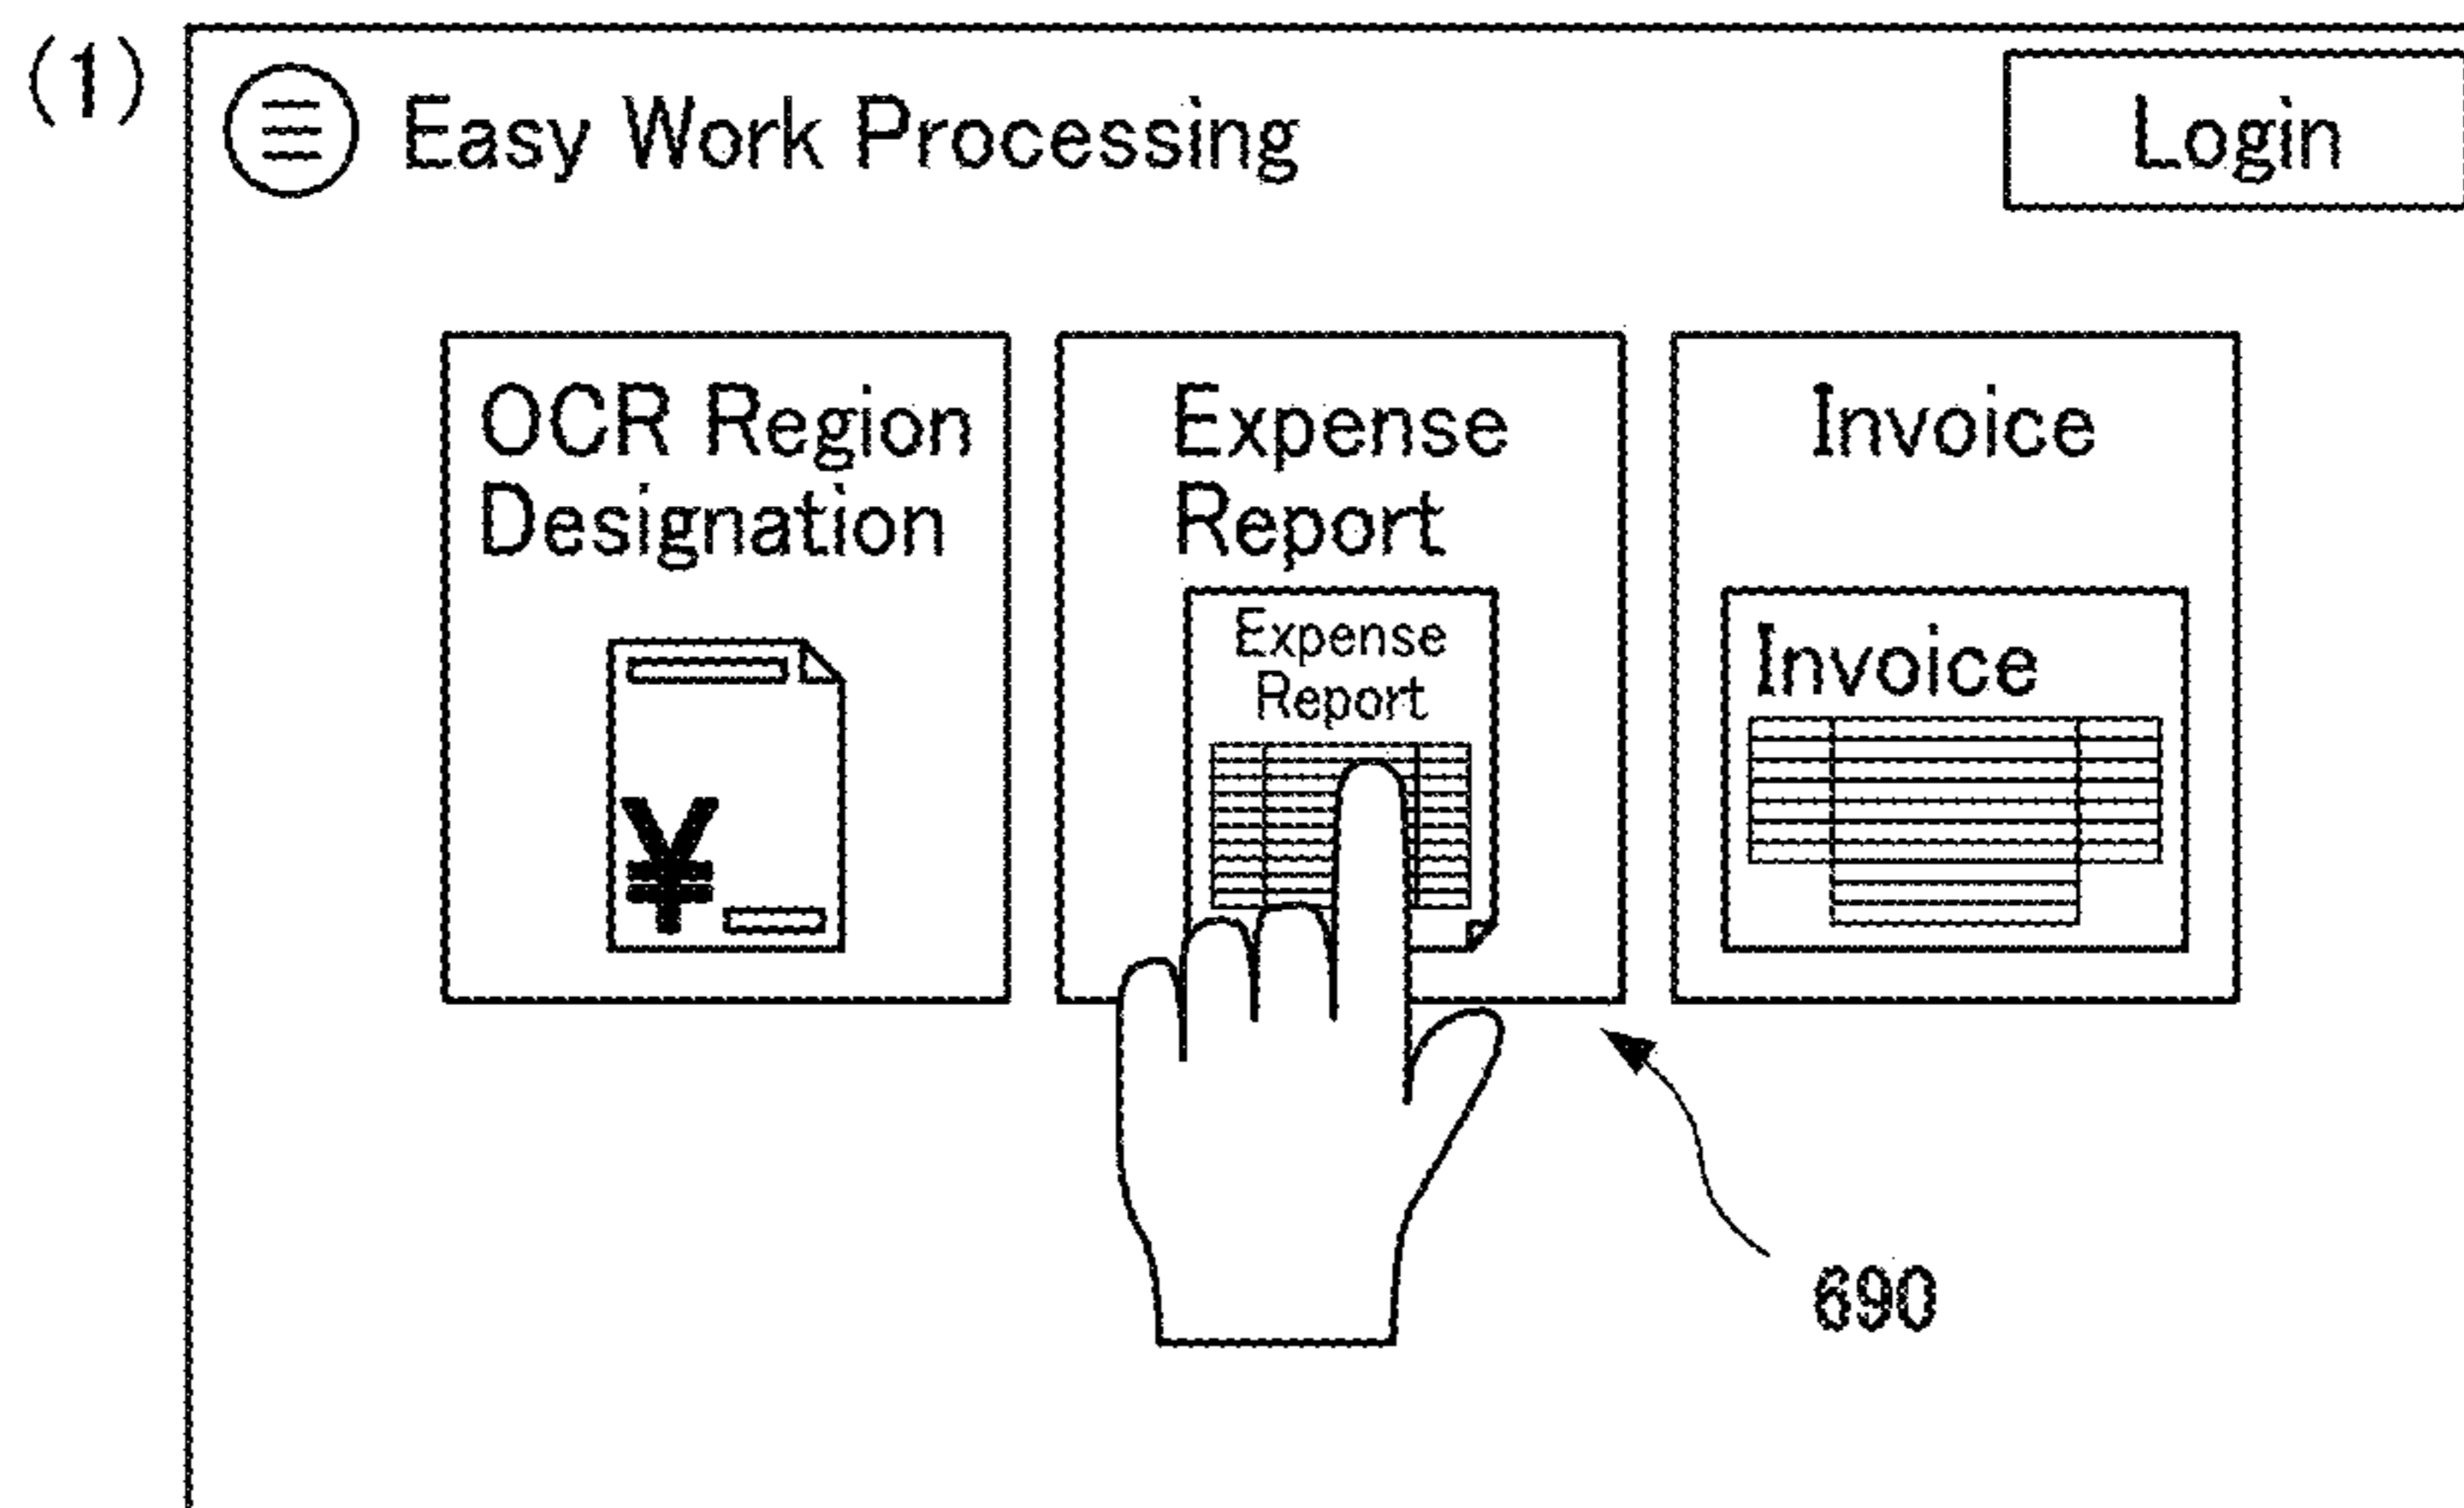 (1)
Easy Work Processing
Login
OCR Region
Designation
¥
Expense
Report
Expense
Report
Invoice
Invoice
690